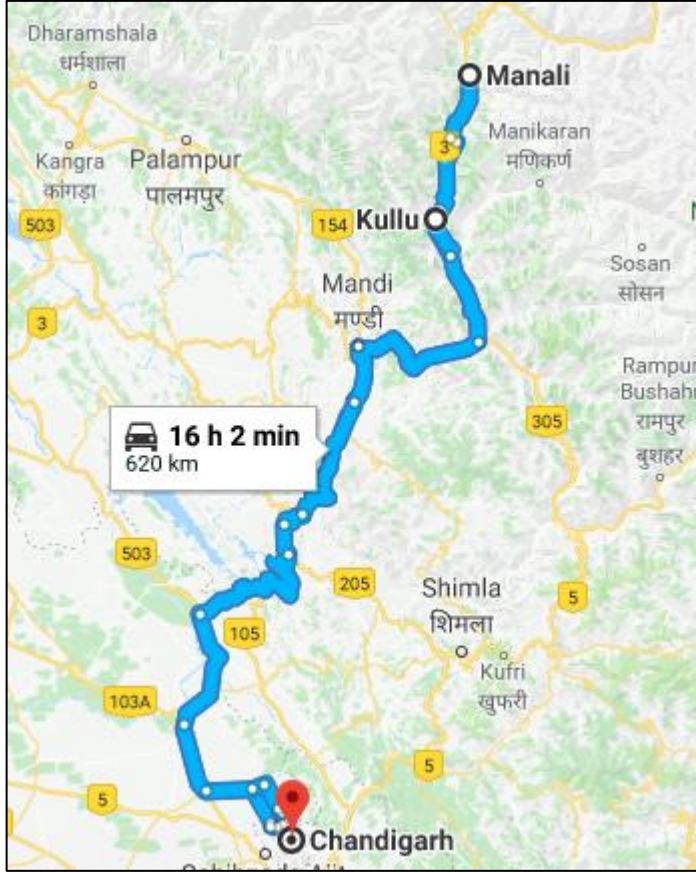 Dharamshala
धर्मशाला
Manali
Manikaran
मणिकर्ण
3
Kangra
कांगड़ा
Palampur
पालमपुर
503
154
Kullu
Sosan
सोसन
Mandi
मण्डी
3
Rampur
Bushahr
रामपुर
बुशहर
305
16 h 2 min
620 km
503
205
Shimla
शिमला
5
105
Kufri
खुफरी
103A
5
5
Chandigarh